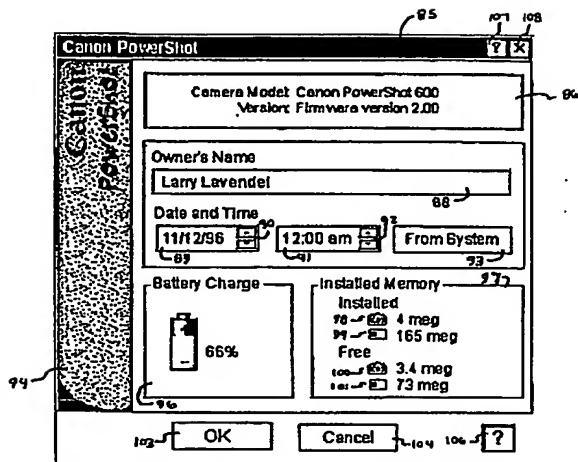 85
107
108
Canon PowerShot
? X
Canon
PowerShot
Camera Model: Canon PowerShot 600
Version: Firmware version 2.00
86
Owner's Name
Larry Lavendel
88
Date and Time
90
92
11/12/96
12:00 am
From System
89
91
93
97
Battery Charge
Installed Memory
Installed
98
4 meg
99
165 meg
66%
Free
100
3.4 meg
101
73 meg
94
96
103
OK
Cancel
104
106
?